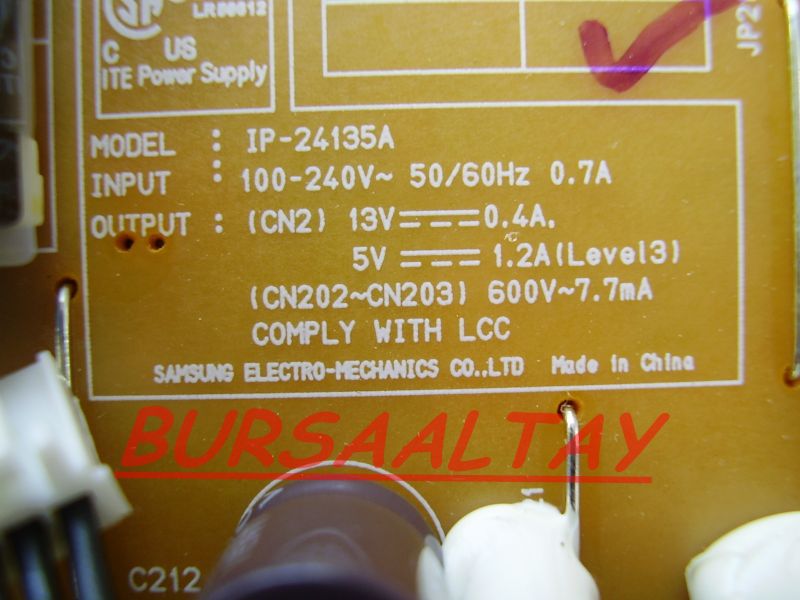 LR50812
C US
ITE Power Supply
MODEL : IP-24135A
INPUT : 100-240V~ 50/60Hz 0.7A
OUTPUT : (CN2) 13V 0.4A.
5V 1.2A(Level3)
(CN202~CN203) 600V~7.7mA
COMPLY WITH LCC
SAMSUNG ELECTRO-MECHANICS CO.,LTD Made in China
BURSAALTAY
C212